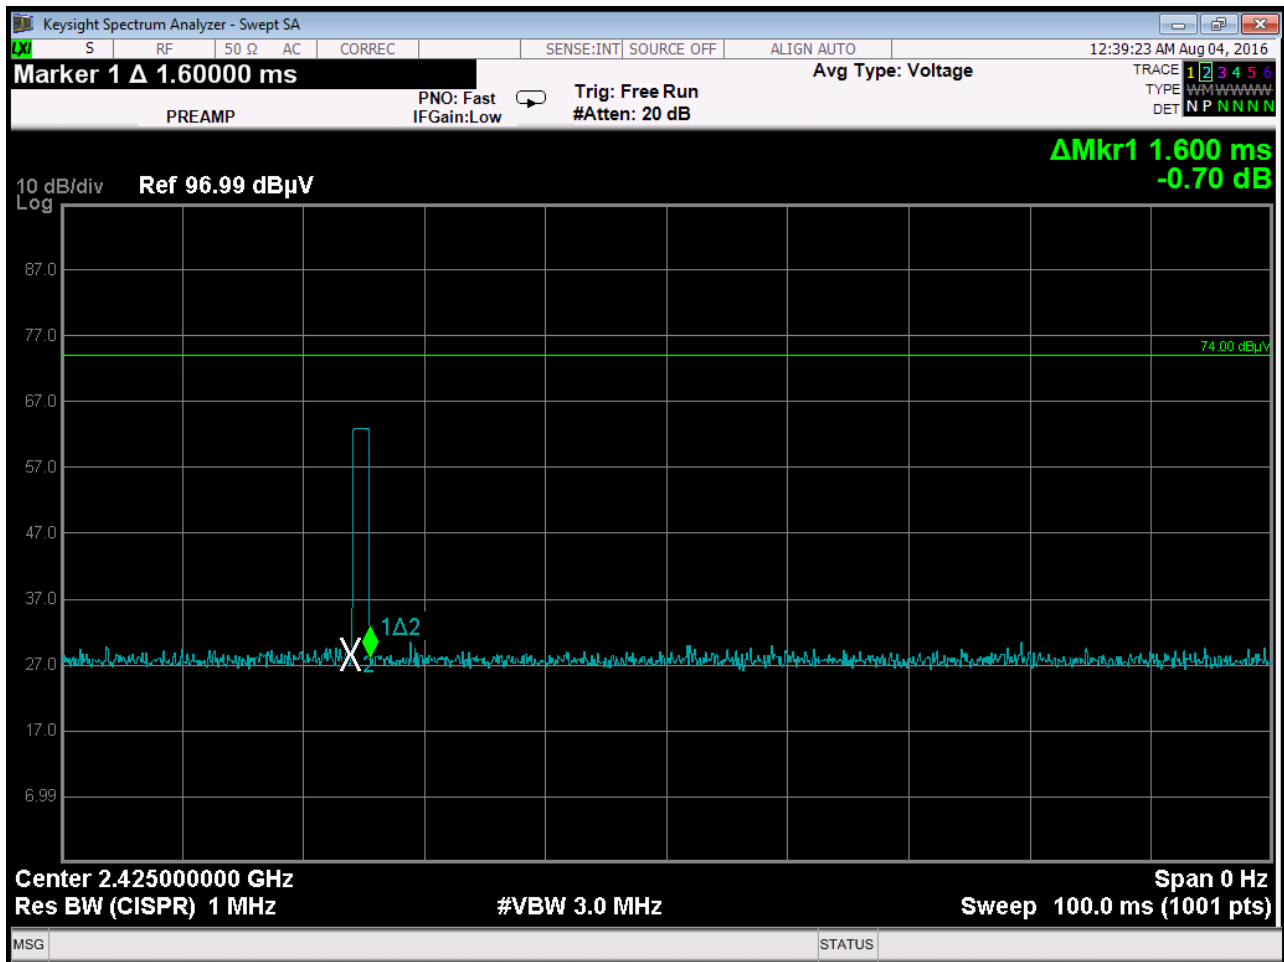 Keysight Spectrum Analyzer - Swept SA
LXI S RF 50 Ω AC CORREC SENSE:INT SOURCE OFF ALIGN AUTO 12:39:23 AM Aug 04, 2016
Marker 1 Δ 1.60000 ms
Avg Type: Voltage
TRACE 1 2 3 4 5 6
PNO: Fast
Trig: Free Run
TYPE WMWWWW
PREAMP
IFGain:Low
#Atten: 20 dB
DET N P N N N N
ΔMkr1 1.600 ms
-0.70 dB
10 dB/div Ref 96.99 dBµV
Log
87.0
77.0
74.00 dBµV
67.0
57.0
47.0
37.0
1Δ2
27.0
X
2
17.0
6.99
Center 2.425000000 GHz Span 0 Hz
Res BW (CISPR) 1 MHz #VBW 3.0 MHz Sweep 100.0 ms (1001 pts)
MSG STATUS